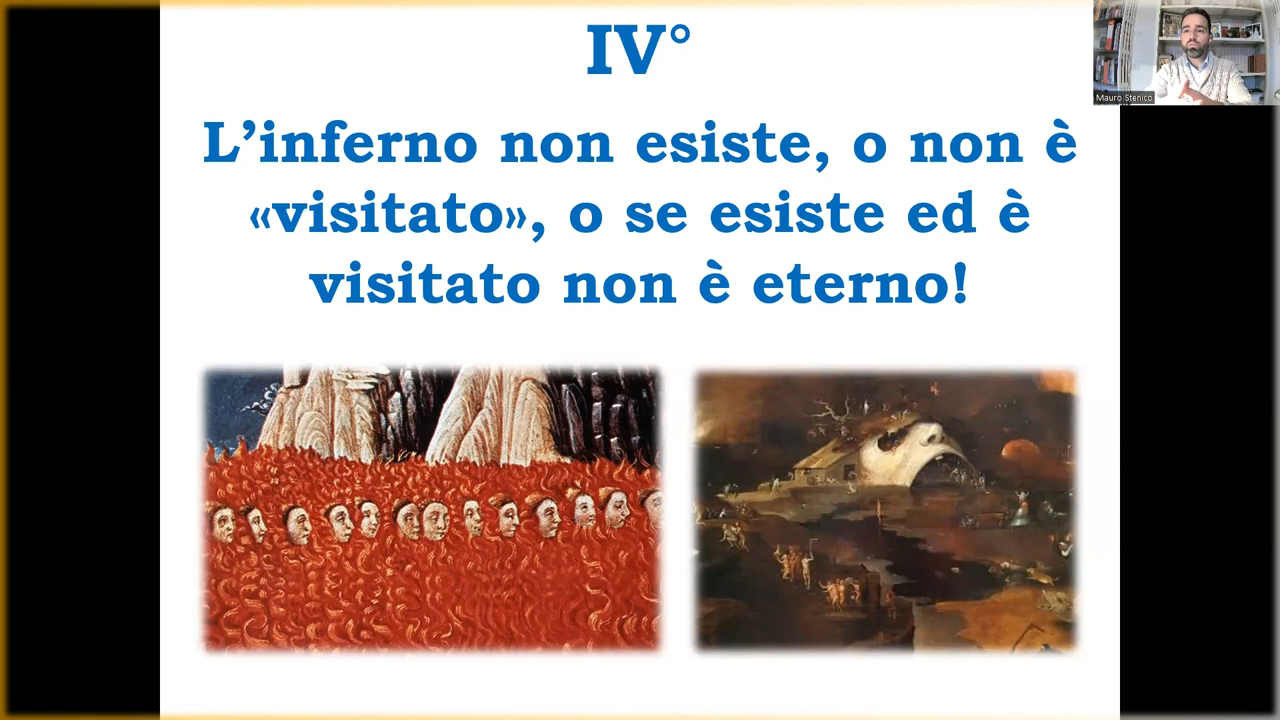 IV°
Mauro Stenico
L’inferno non esiste, o non è
«visitato», o se esiste ed è
visitato non è eterno!